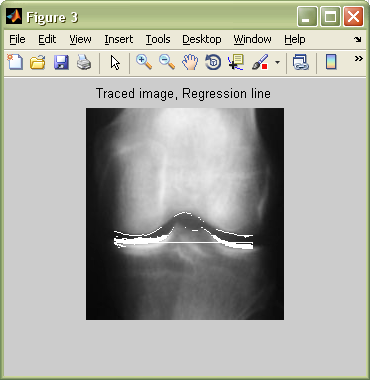 Figure 3
File Edit View Insert Tools Desktop Window Help
Traced image, Regression line